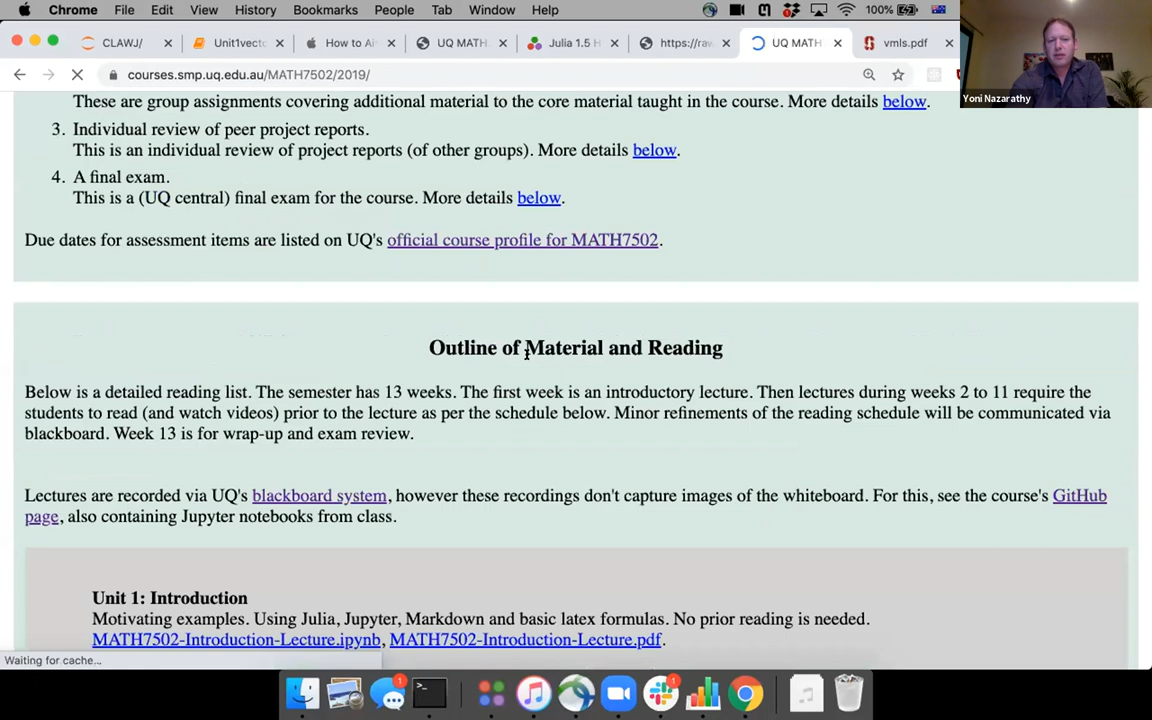 Chrome File Edit View History Bookmarks People Tab Window Help 100%
CLAWJ/ Unit1vect How to Ai UQ MATH Julia 1.5 H https://ra UQ MATH vmls.pdf
courses.smp.uq.edu.au/MATH7502/2019/
Yoni Nazarathy
These are group assignments covering additional material to the core material taught in the course. More details below.
3. Individual review of peer project reports.
This is an individual review of project reports (of other groups). More details below.
4. A final exam.
This is a (UQ central) final exam for the course. More details below.
Due dates for assessment items are listed on UQ's official course profile for MATH7502.
Outline of Material and Reading
Below is a detailed reading list. The semester has 13 weeks. The first week is an introductory lecture. Then lectures during weeks 2 to 11 require the
students to read (and watch videos) prior to the lecture as per the schedule below. Minor refinements of the reading schedule will be communicated via
blackboard. Week 13 is for wrap-up and exam review.
Lectures are recorded via UQ's blackboard system, however these recordings don't capture images of the whiteboard. For this, see the course's GitHub
page, also containing Jupyter notebooks from class.
Unit 1: Introduction
Motivating examples. Using Julia, Jupyter, Markdown and basic latex formulas. No prior reading is needed.
MATH7502-Introduction-Lecture.ipynb, MATH7502-Introduction-Lecture.pdf.
Waiting for cache...
1 1